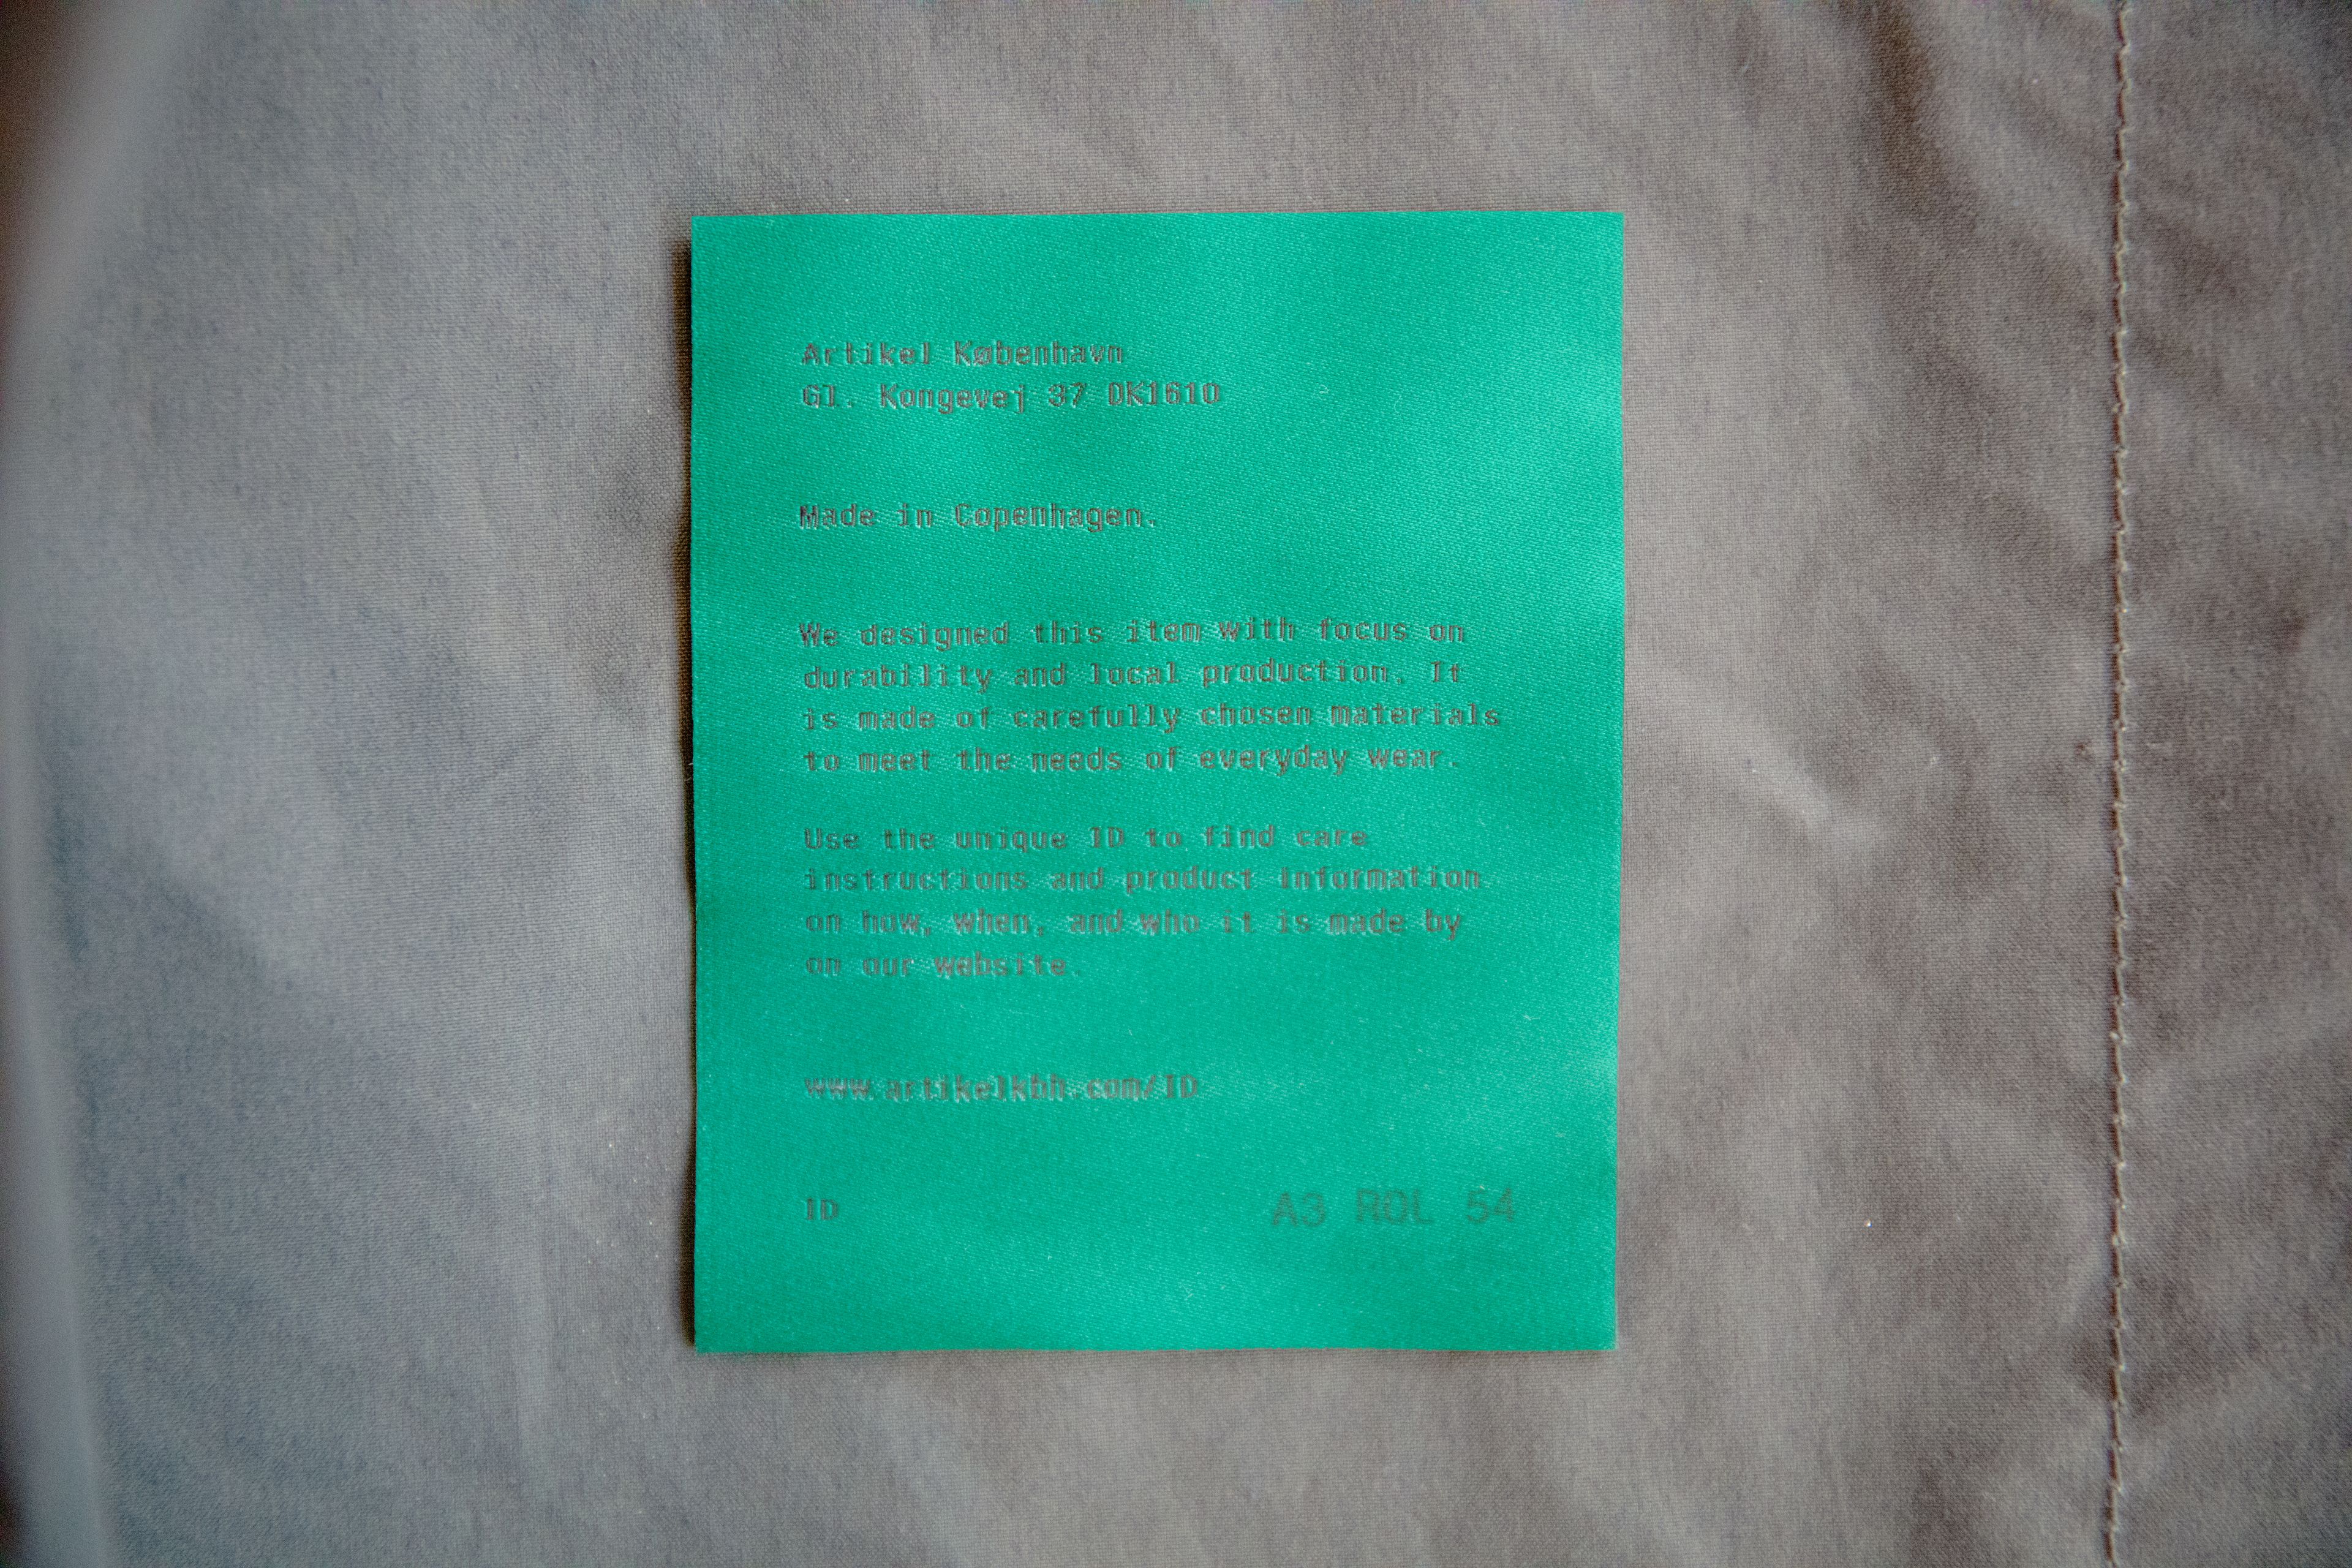 Artikel København
Gl. Kongevej 37 DK1610
Made in Copenhagen.
We designed this item with focus on
durability and local production. It
is made of carefully chosen materials
to meet the needs of everyday wear.
Use the unique ID to find care
instructions and product information
on how, when, and who it is made by
on our website.
www.artikelkbh.com/ID
ID A3 ROL 54